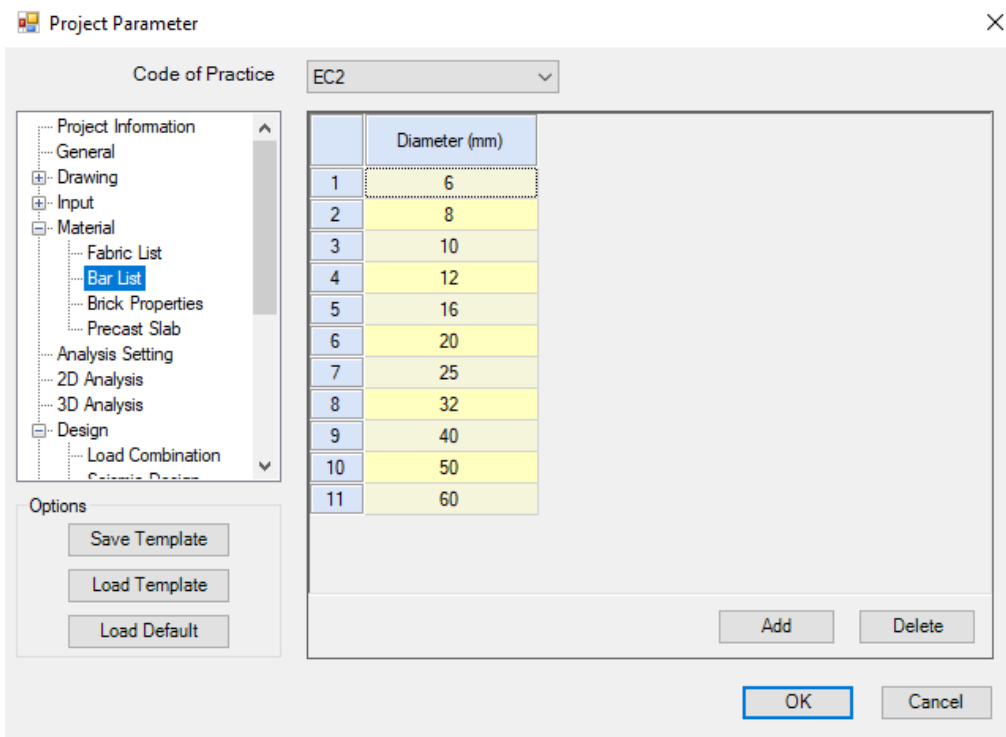 Project Parameter
Code of Practice
EC2
Project Information
General
Drawing
Input
Material
Fabric List
Bar List
Brick Properties
Precast Slab
Analysis Setting
2D Analysis
3D Analysis
Design
Load Combination
Seismic Design
Options
Save Template
Load Template
Load Default
Diameter (mm)
1 6
2 8
3 10
4 12
5 16
6 20
7 25
8 32
9 40
10 50
11 60
Add Delete
OK Cancel